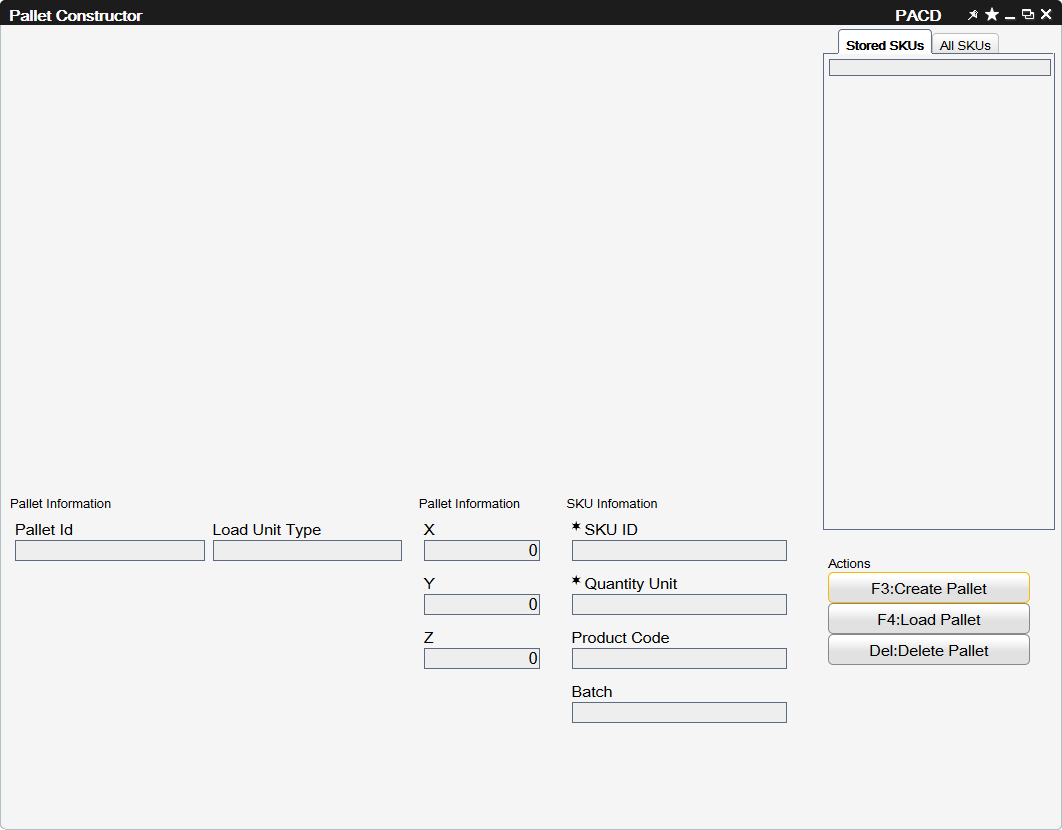 Pallet Constructor PACD
Stored SKUs All SKUs
Pallet Information
Pallet Id Load Unit Type
Pallet Information
X
0
Y
0
Z
0
SKU Infomation
* SKU ID
* Quantity Unit
Product Code
Batch
Actions
F3:Create Pallet
F4:Load Pallet
Del:Delete Pallet